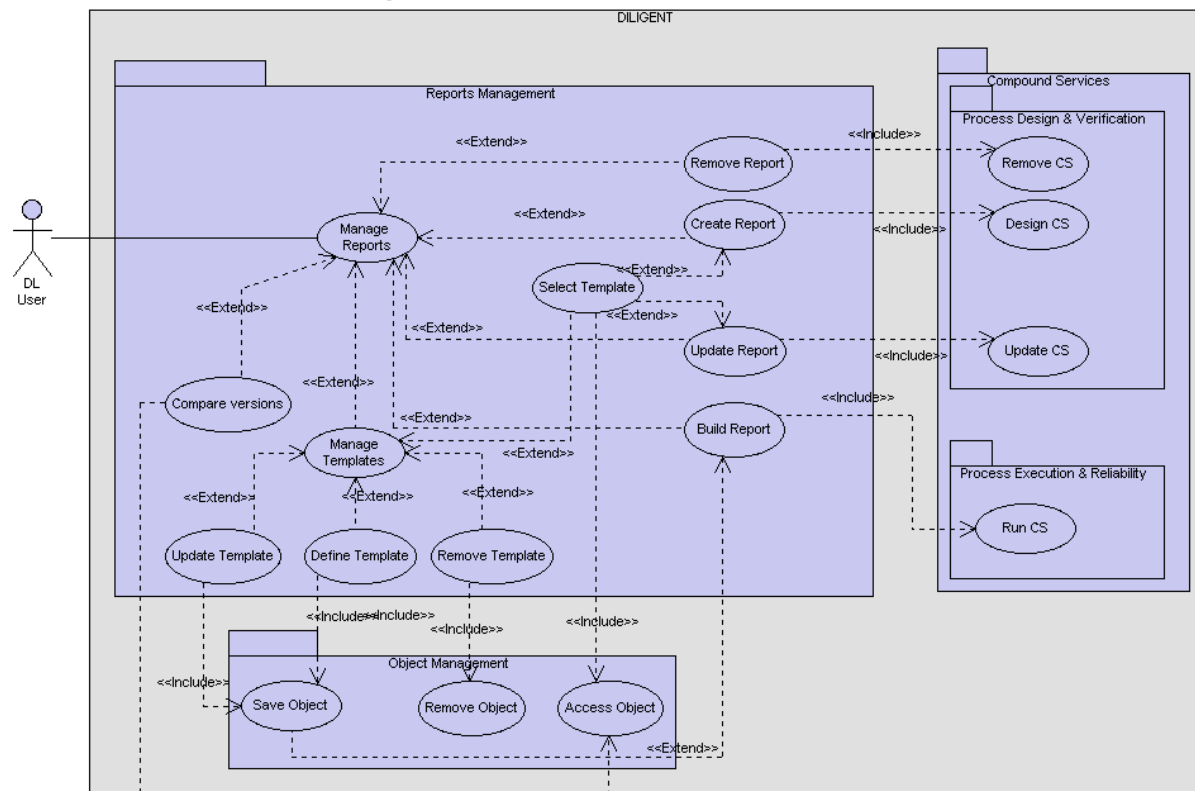 DILIGENT
Compound Services
Reports Management
Process Design & Verification
<<Extend>>
<<Include>>
Remove Report
Remove CS
<<Extend>>
Create Report
Design CS
<<Include>>
Manage
Reports
DL
User
<<Extend>>
Select Template
<<Extend>>
<<Extend>>
<<Extend>>
Update Report
<<Include>>
Update CS
<<Extend>>
Compare versions
<<Include>>
<<Extend>>
Build Report
Manage
Templates
<<Extend>>
Process Execution & Reliability
<<Extend>>
<<Extend>>
<<Extend>>
Run CS
Update Template
Define Template
Remove Template
<<Include>>
<<Include>>
<<Include>>
<<Include>>
Object Management
<<Include>>
Save Object
Remove Object
Access Object
<<Extend>>